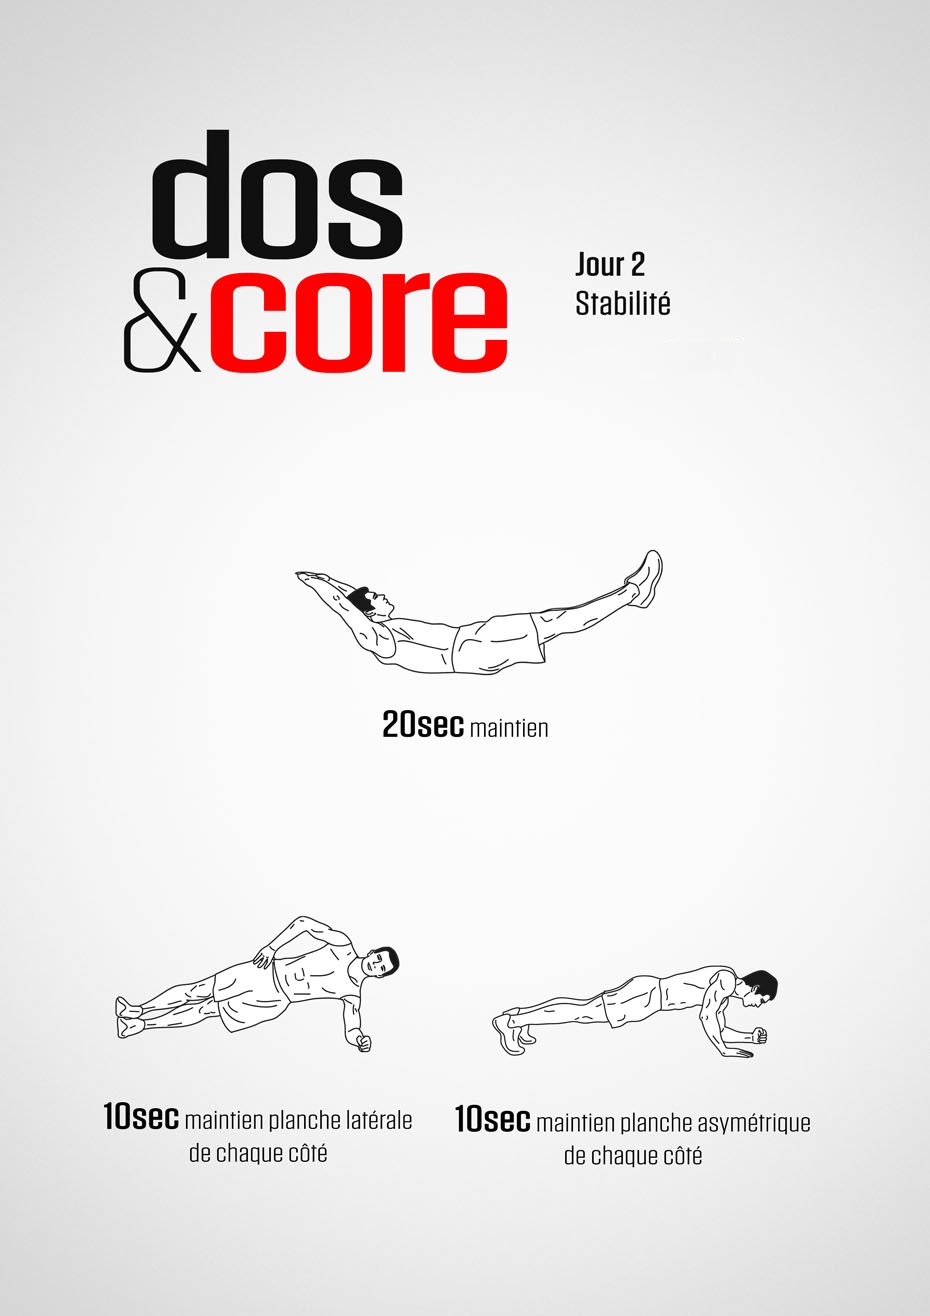 dos
&core
Jour 2
Stabilité
20sec maintien
10sec maintien planche latérale
de chaque côté
10sec maintien planche asymétrique
de chaque côté